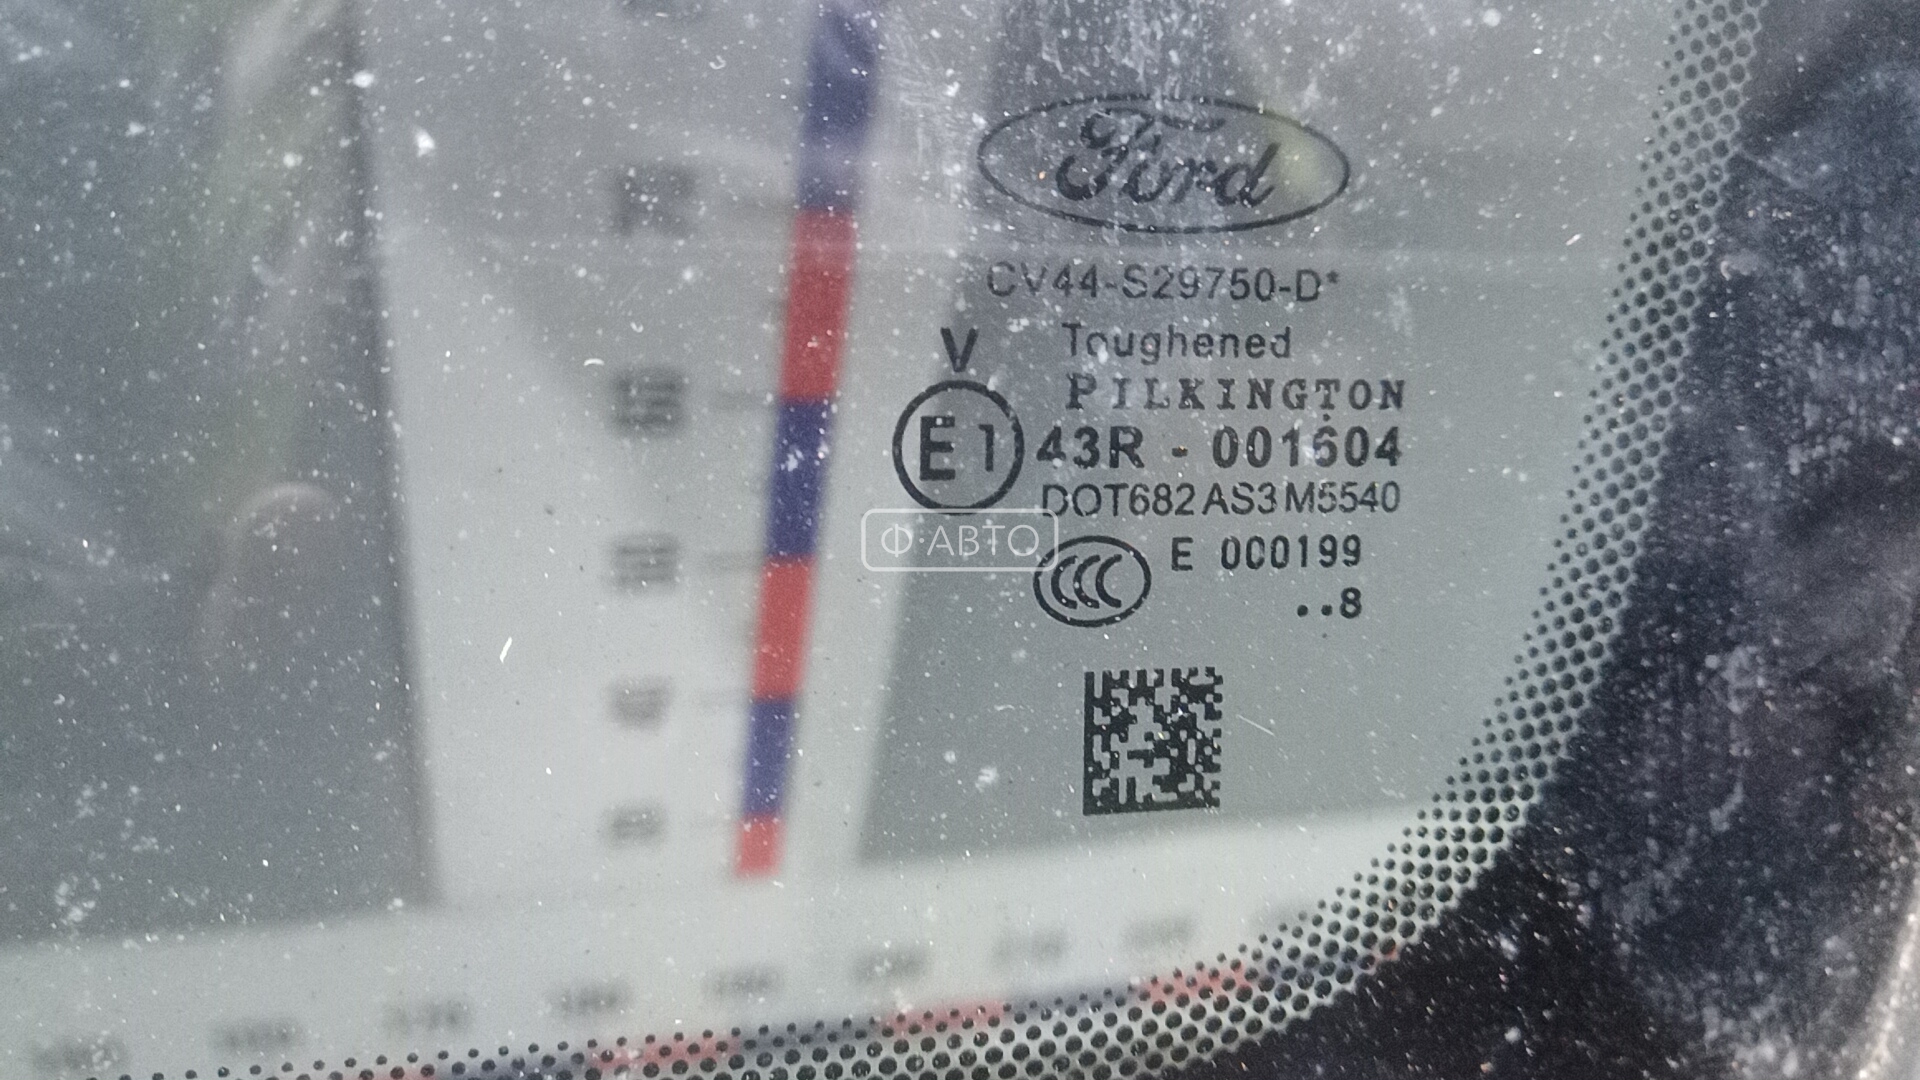 Ford
CV44-S29750-D*
Toughened
V
PILKINGTON
E1 43R - 001604
DOT682 AS3 M5540
Ф·АВТО
CCC E 000199
..8